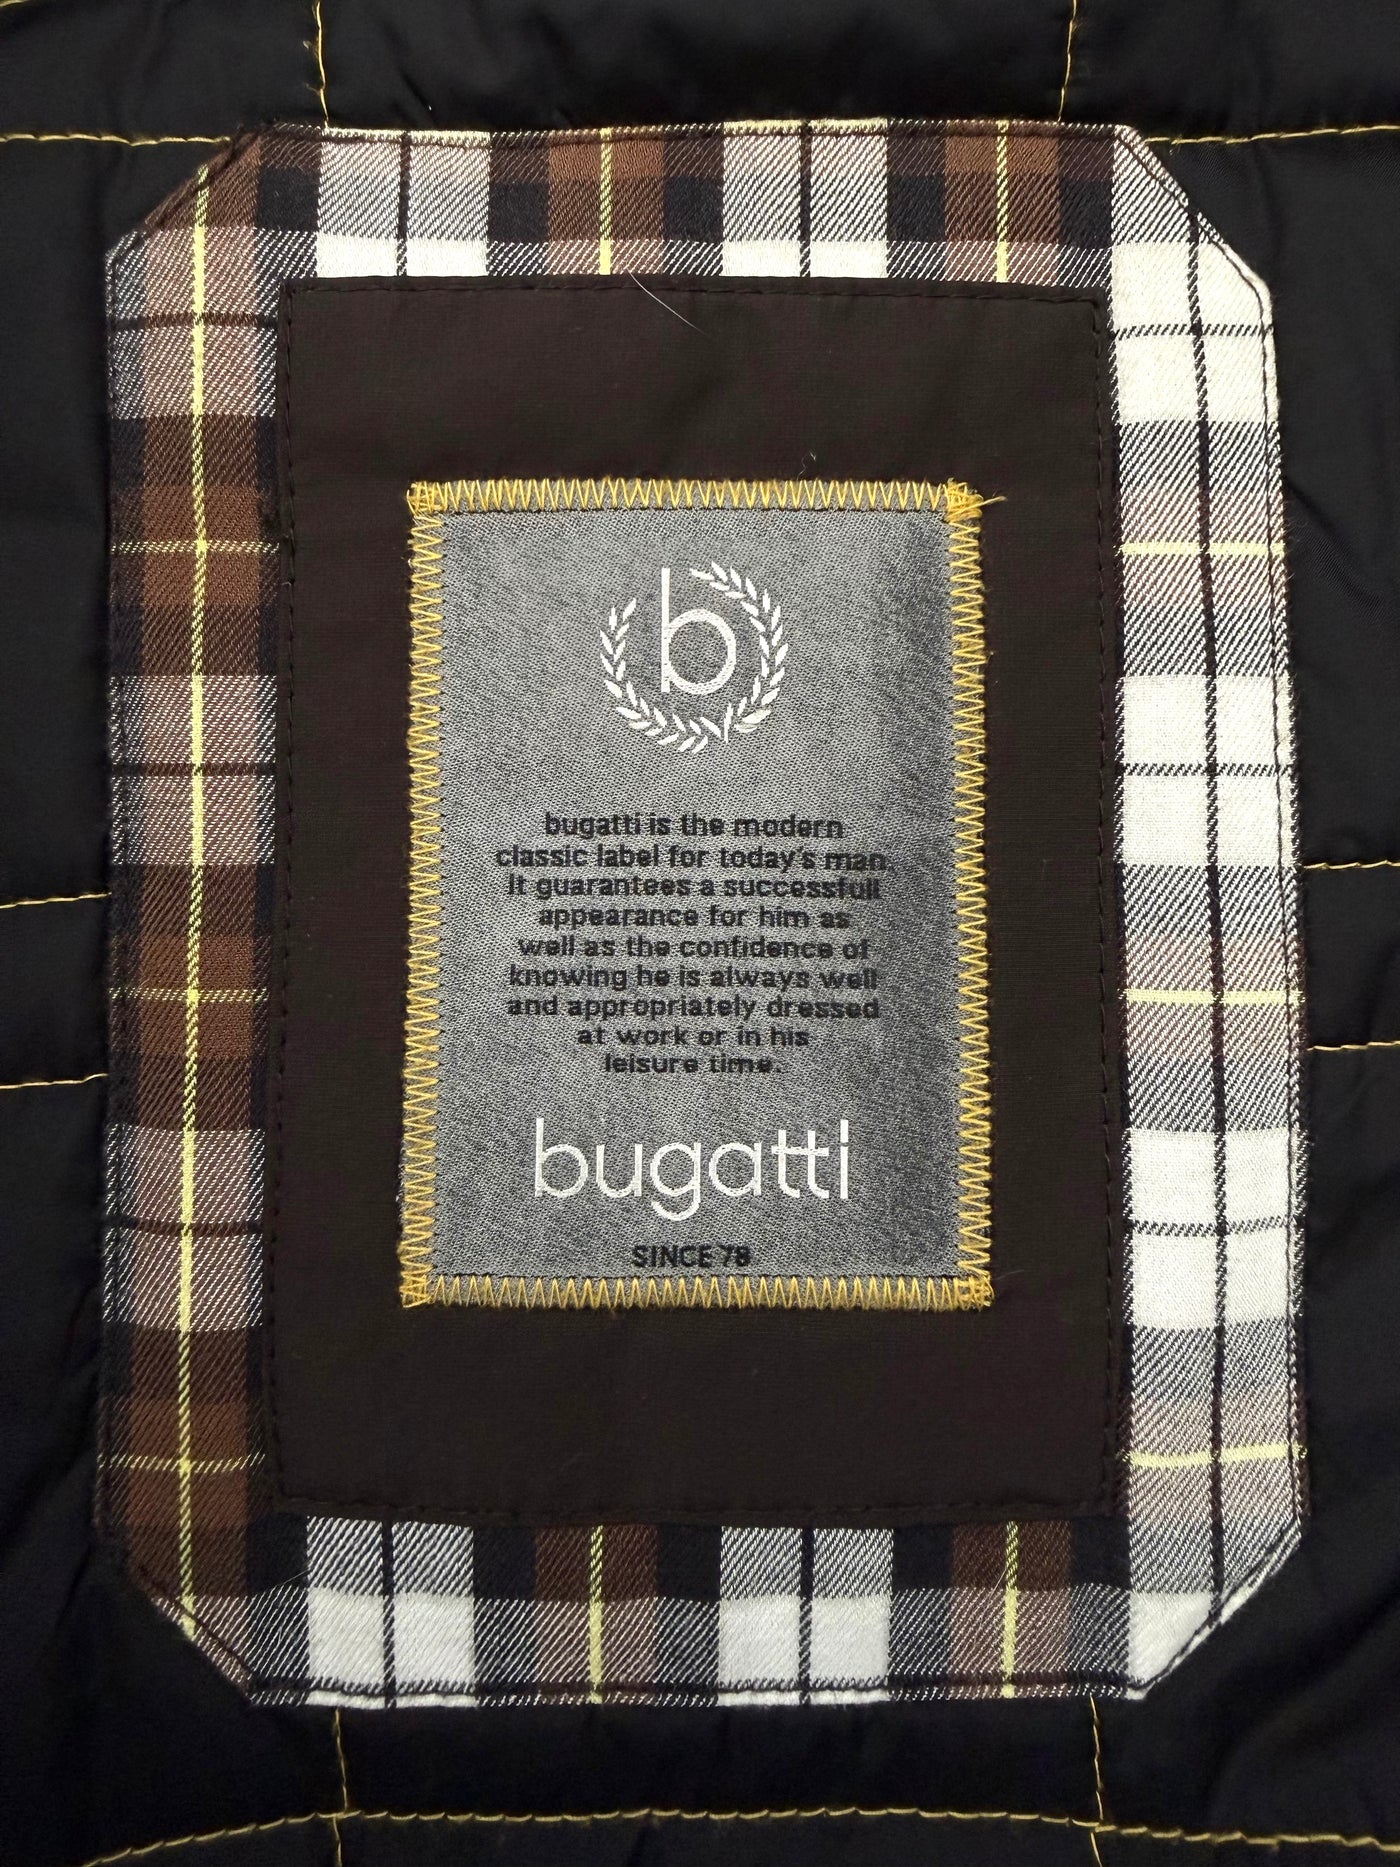 b
bugatti is the modern
classic label for today's man.
It guarantees a successfull
appearance for him as
well as the confidence of
knowing he is always well
and appropriately dressed
at work or in his
leisure time.
bugatti
SINCE 78